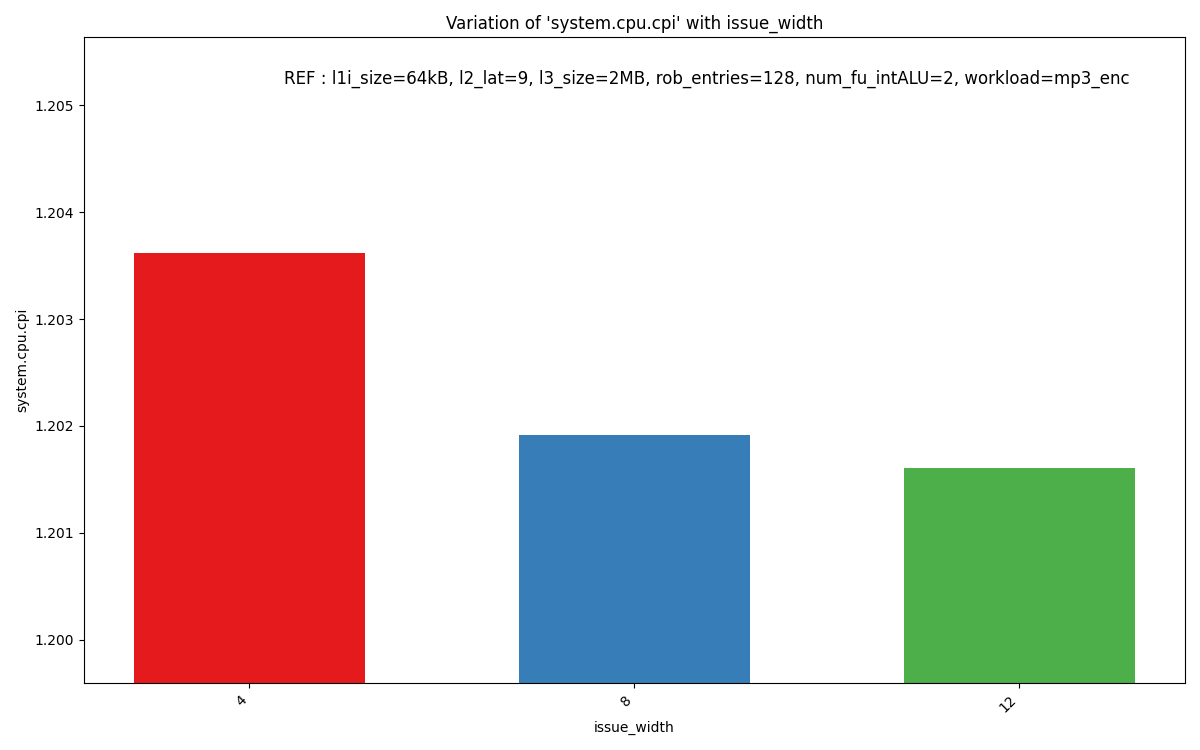 Variation of 'system.cpu.cpi' with issue_width
REF : l1i_size=64kB, l2_lat=9, l3_size=2MB, rob_entries=128, num_fu_intALU=2, workload=mp3_enc
1.205
1.204
1.203
1.202
1.201
1.200
system.cpu.cpi
4
8
12
issue_width